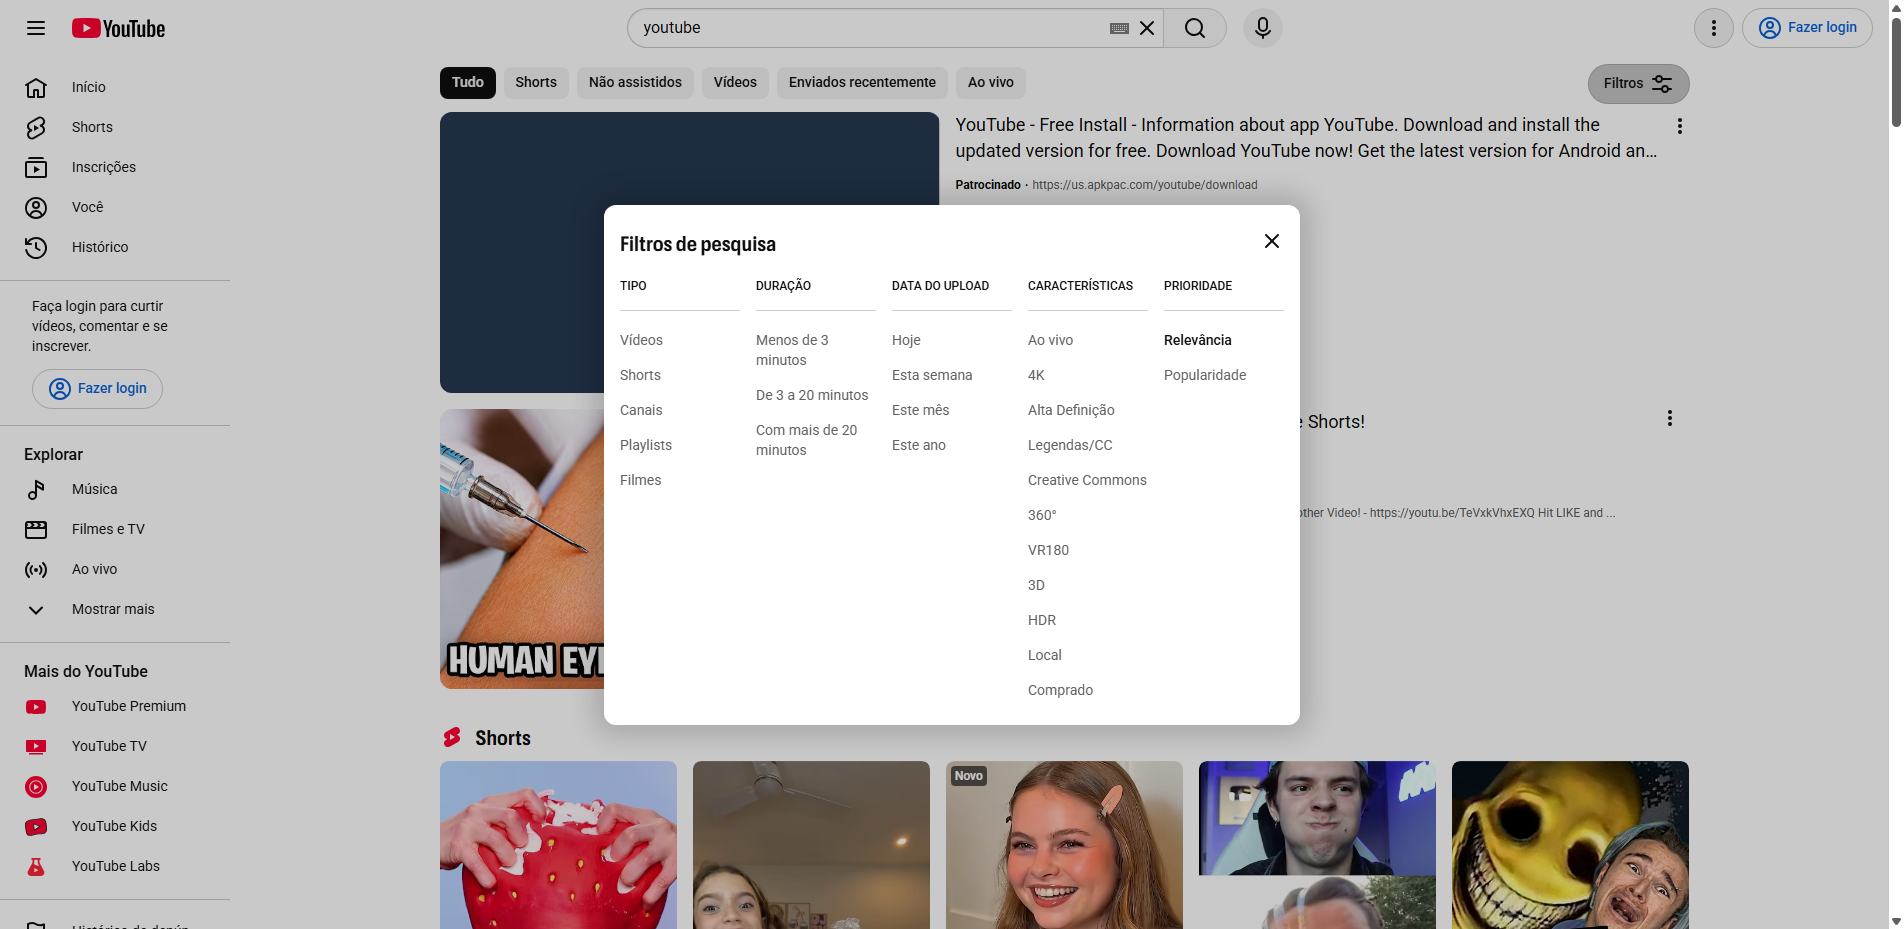 YouTube
youtube
Fazer login
Início
Shorts
Inscrições
Você
Histórico
Faça login para curtir
vídeos, comentar e se
inscrever.
Fazer login
Explorar
Música
Filmes e TV
Ao vivo
Mostrar mais
Mais do YouTube
YouTube Premium
YouTube TV
YouTube Music
YouTube Kids
YouTube Labs
Tudo
Shorts
Não assistidos
Vídeos
Enviados recentemente
Ao vivo
Filtros
YouTube - Free Install - Information about app YouTube. Download and install the
updated version for free. Download YouTube now! Get the latest version for Android an...
Patrocinado · https://us.apkpac.com/youtube/download
Filtros de pesquisa
TIPO
Vídeos
Shorts
Canais
Playlists
Filmes
DURAÇÃO
Menos de 3
minutos
De 3 a 20 minutos
Com mais de 20
minutos
DATA DO UPLOAD
Hoje
Esta semana
Este mês
Este ano
CARACTERÍSTICAS
Ao vivo
4K
Alta Definição
Legendas/CC
Creative Commons
360°
VR180
3D
HDR
Local
Comprado
PRIORIDADE
Relevância
Popularidade
Shorts!
other Video! - https://youtu.be/TeVxkVhxEXQ Hit LIKE and ...
HUMAN EYE
Shorts
Novo